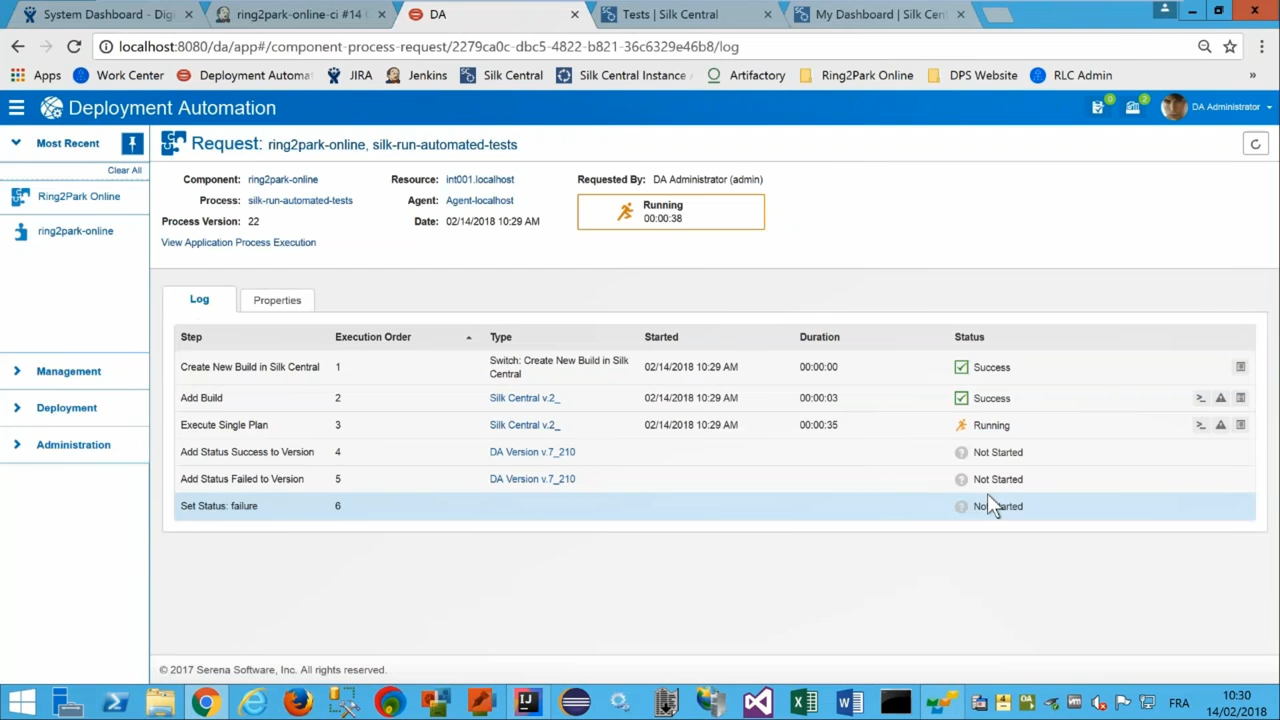 System Dashboard - Digi
ring2park-online-ci #14
DA
Tests | Silk Central
My Dashboard | Silk Cen
localhost:8080/da/app#/component-process-request/2279ca0c-dbc5-4822-b821-36c6329e46b8/log
Apps
Work Center
Deployment Automa
JIRA
Jenkins
Silk Central
Silk Central Instance
Artifactory
Ring2Park Online
DPS Website
RLC Admin
»
Deployment Automation
0
2
DA Administrator
Most Recent
Clear All
Ring2Park Online
ring2park-online
Management
Deployment
Administration
Request: ring2park-online, silk-run-automated-tests
Component: ring2park-online
Resource: int001.localhost
Requested By: DA Administrator (admin)
Process: silk-run-automated-tests
Agent: Agent-localhost
Running
00:00:38
Process Version: 22
Date: 02/14/2018 10:29 AM
View Application Process Execution
Log
Properties
Step Execution Order Type Started Duration Status
Create New Build in Silk Central 1 Switch: Create New Build in Silk Central 02/14/2018 10:29 AM 00:00:00 Success
Add Build 2 Silk Central v.2_ 02/14/2018 10:29 AM 00:00:03 Success
Execute Single Plan 3 Silk Central v.2_ 02/14/2018 10:29 AM 00:00:35 Running
Add Status Success to Version 4 DA Version v.7_210 Not Started
Add Status Failed to Version 5 DA Version v.7_210 Not Started
Set Status: failure 6 Not Started
© 2017 Serena Software, Inc. All rights reserved.
FRA
10:30
14/02/2018